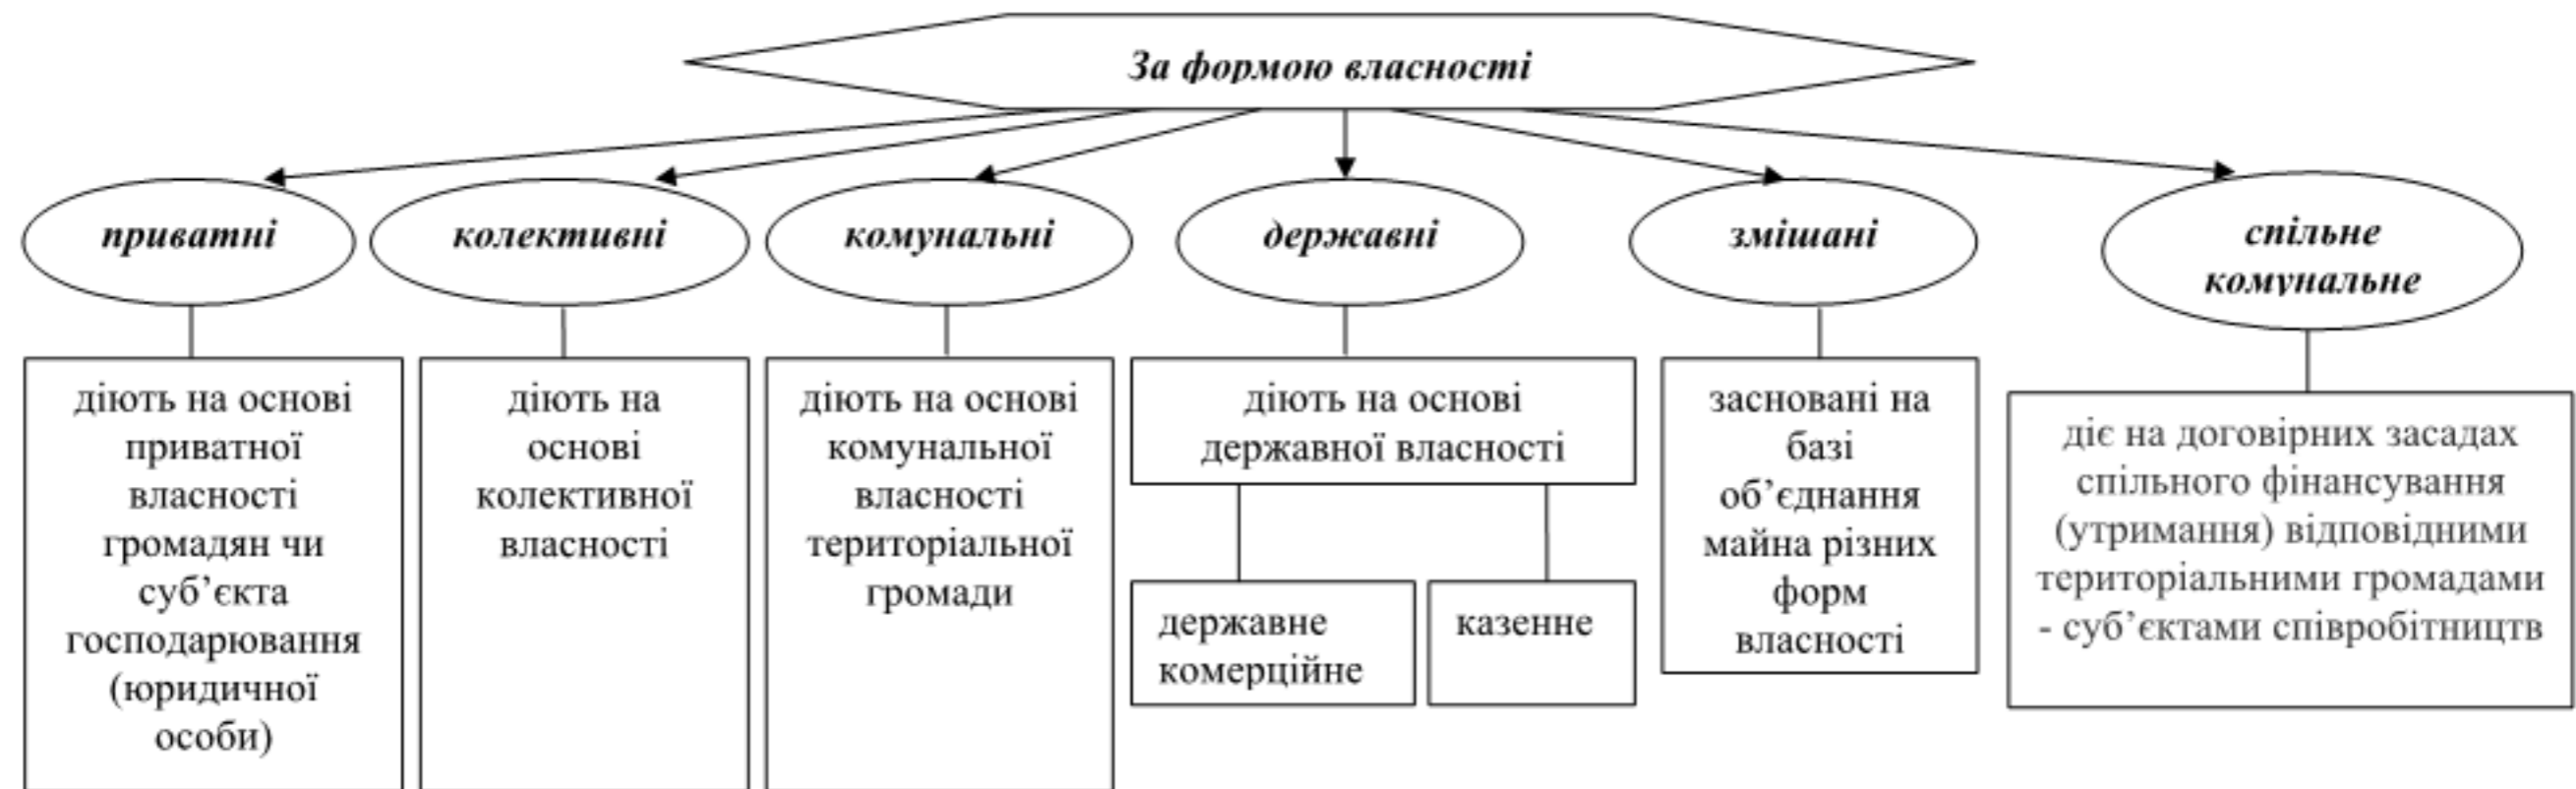 За формою власності
приватні
колективні
комунальні
державні
змішані
спільне
комунальне
діють на основі
приватної
власності
громадян чи
суб’єкта
господарювання
(юридичної
особи)
діють на
основі
колективної
власності
діють на основі
комунальної
власності
територіальної
громади
діють на основі
державної власності
державне
комерційне
казенне
засновані на
базі
об’єднання
майна різних
форм
власності
діє на договірних засадах
спільного фінансування
(утримання) відповідними
територіальними громадами
- суб’єктами співробітництв